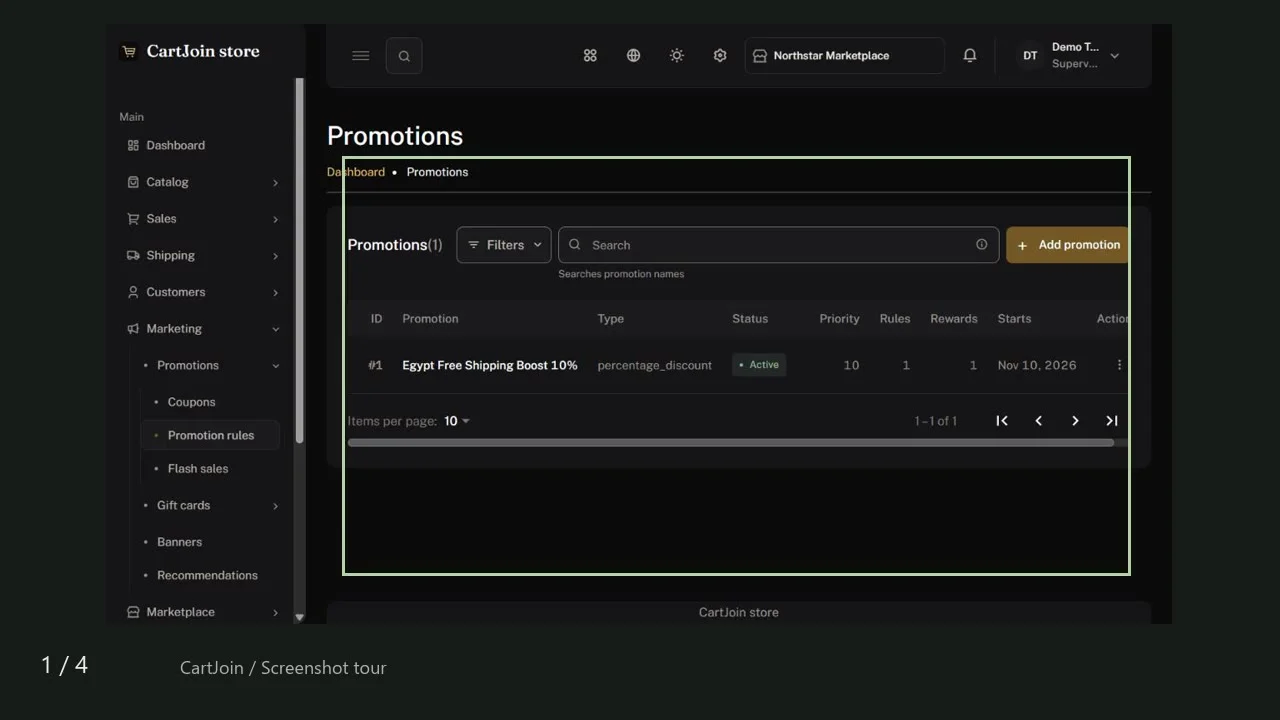 CartJoin store
Northstar Marketplace
DT
Demo T...
Superv...
Main
Dashboard
Catalog
Sales
Shipping
Customers
Marketing
Promotions
Coupons
Promotion rules
Flash sales
Gift cards
Banners
Recommendations
Marketplace
Promotions
Dashboard • Promotions
Promotions(1)
Filters
Search
+ Add promotion
Searches promotion names
ID Promotion Type Status Priority Rules Rewards Starts Action
#1 Egypt Free Shipping Boost 10% percentage_discount • Active 10 1 1 Nov 10, 2026
Items per page: 10
1–1 of 1
CartJoin store
1 / 4
CartJoin / Screenshot tour